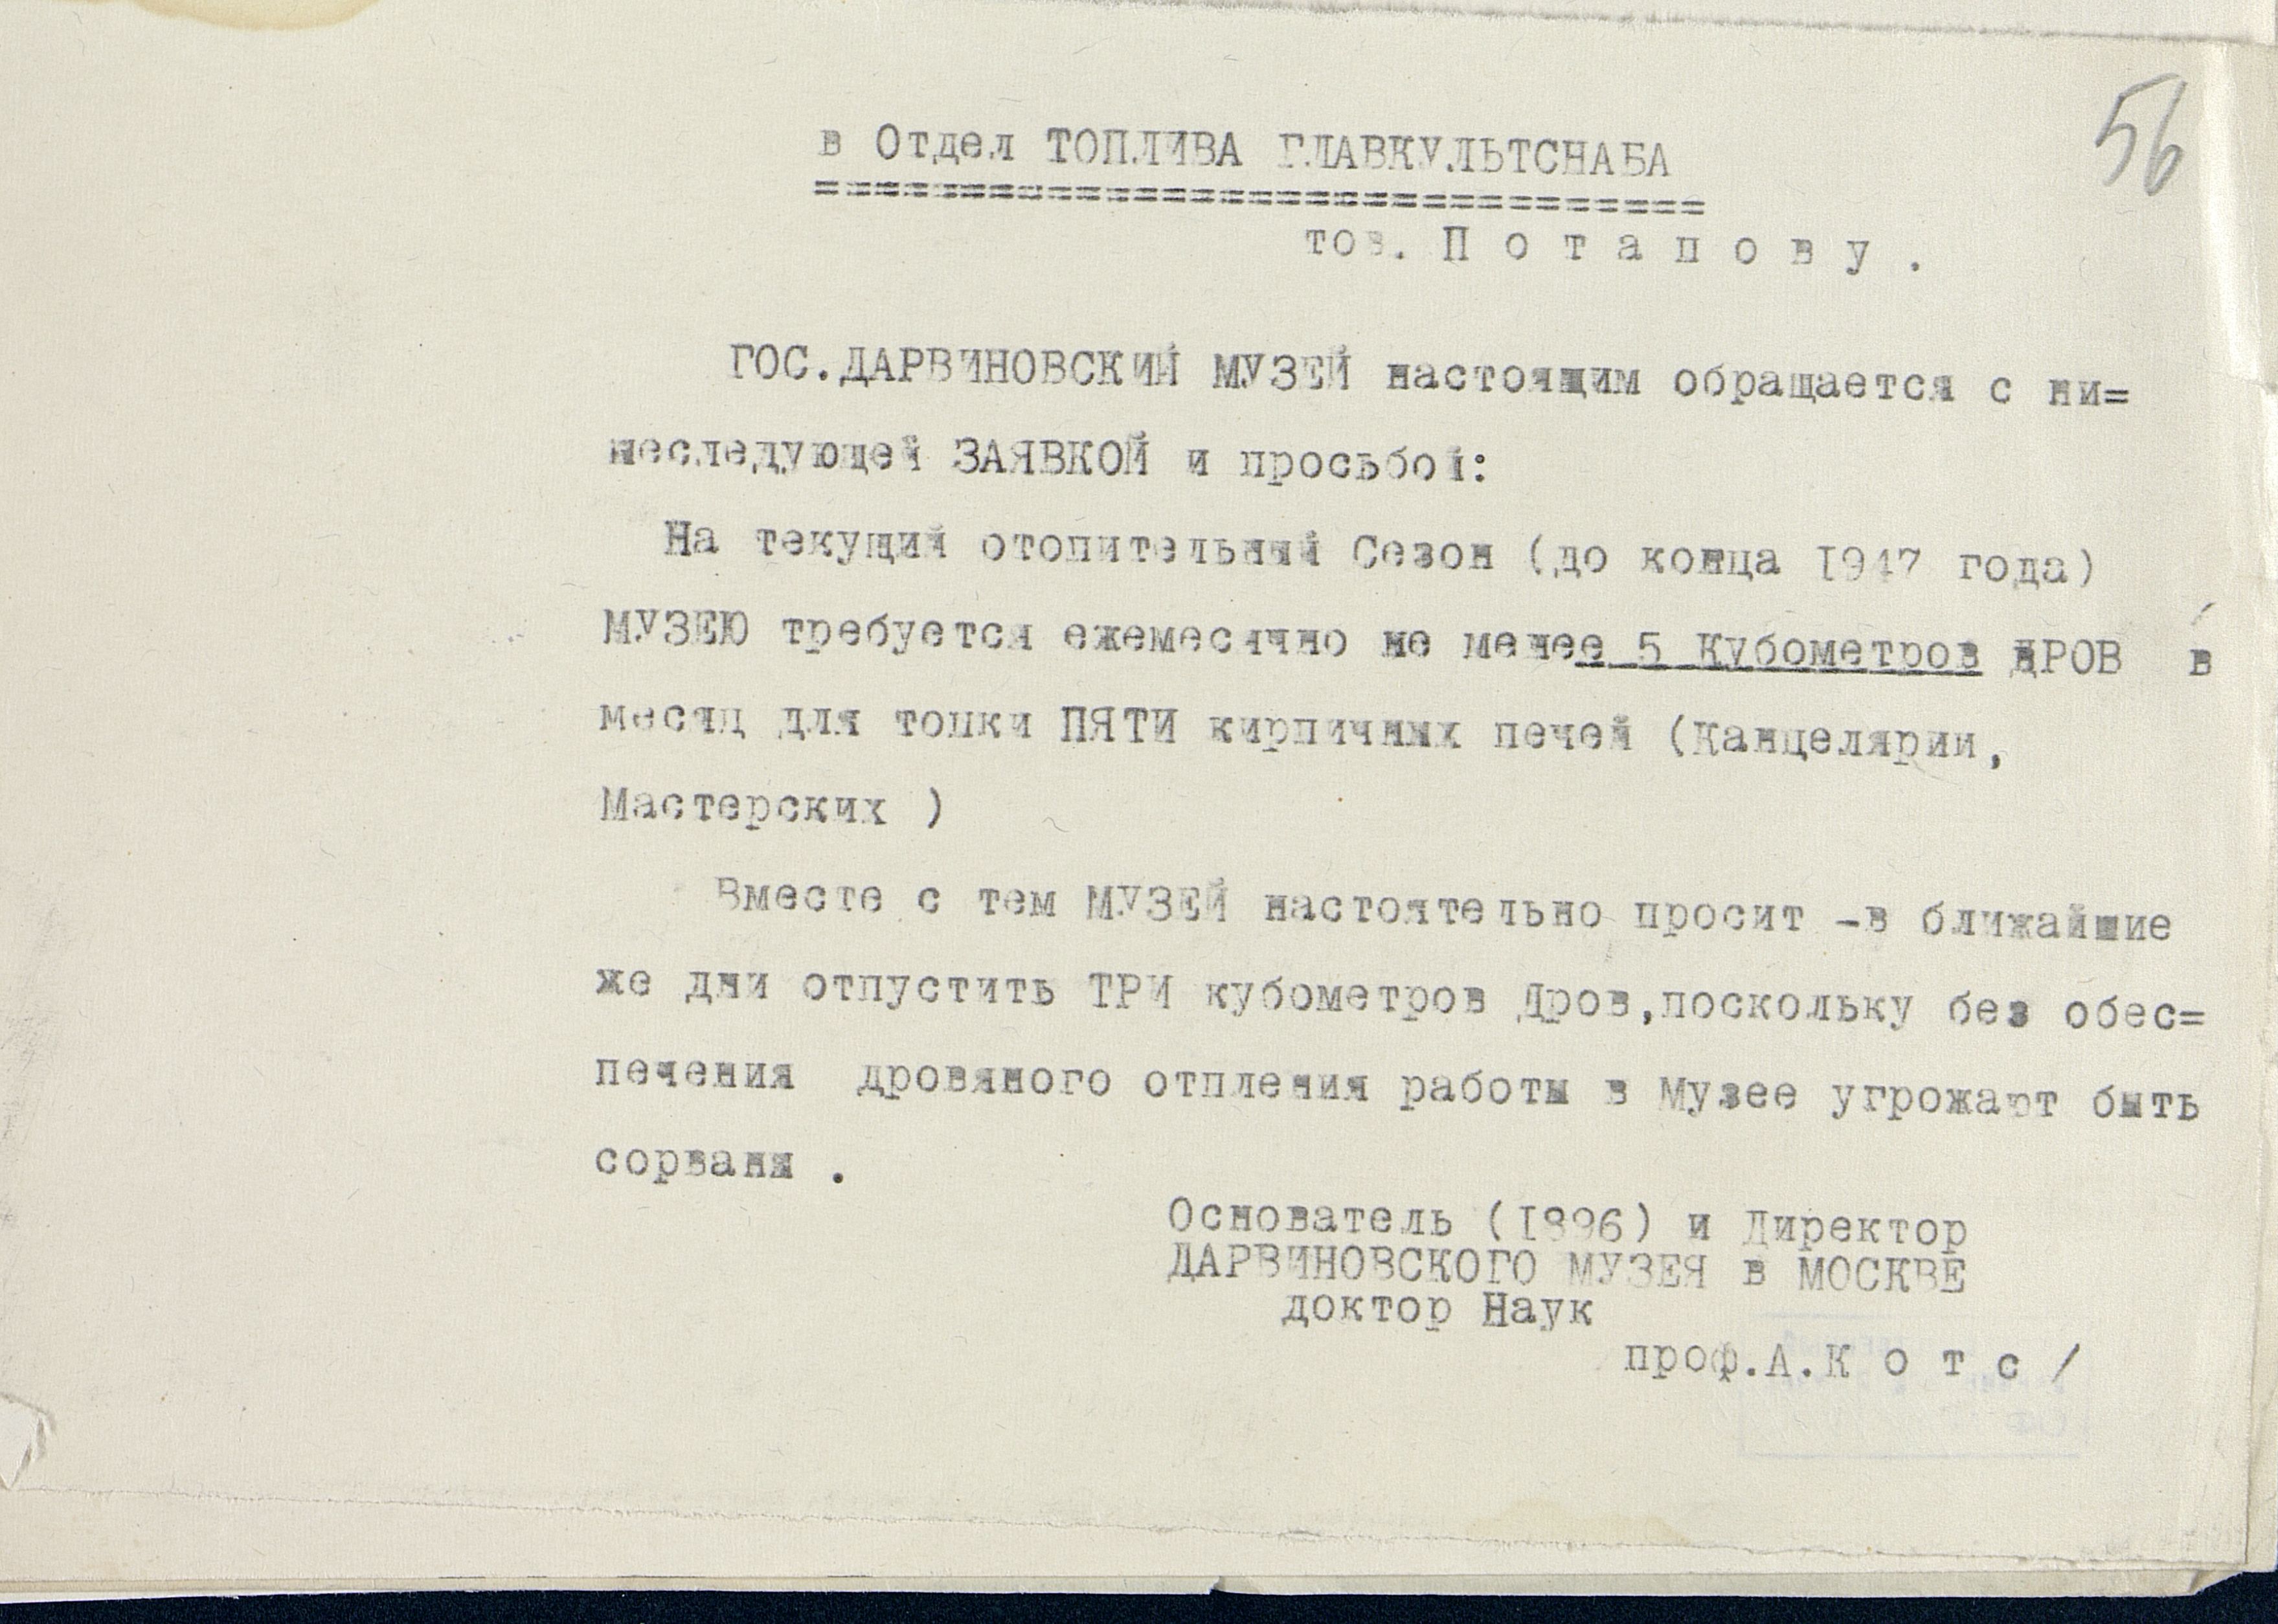 56
в Отдел ТОПЛИВА ГЛАВКУЛЬТСНАБА
===============================
тов. П о т а п о в у .
ГОС.ДАРВИНОВСКИЙ МУЗЕЙ настоящим обращается с ни=
жеследующей ЗАЯВКОЙ и просьбой:
На текущий отопительный Сезон (до конца 1947 года)
МУЗЕЮ требуется ежемесячно не менее 5 Кубометров ДРОВ в
месяц для топки ПЯТИ кирпичных печей (Канцелярии,
Мастерских )
Вместе с тем МУЗЕЙ настоятельно просит -в ближайшие
же дни отпустить ТРИ кубометров Дров,поскольку без обес=
печения дровяного отпления работы в Музее угрожают быть
сорваны .
Основатель (1896) и Директор
ДАРВИНОВСКОГО МУЗЕЯ в МОСКВЕ
доктор Наук
проф.А.К о т с /